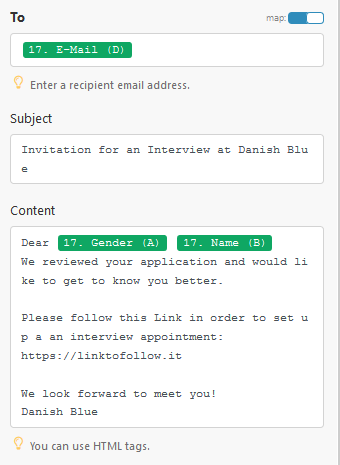 To
map:
17. E-Mail (D)
Enter a recipient email address.
Subject
Invitation for an Interview at Danish Blu
e
Content
Dear 17. Gender (A) 17. Name (B)
We reviewed your application and would li
ke to get to know you better.
Please follow this Link in order to set u
p a an interview appointment:
https://linktofollow.it
We look forward to meet you!
Danish Blue
You can use HTML tags.